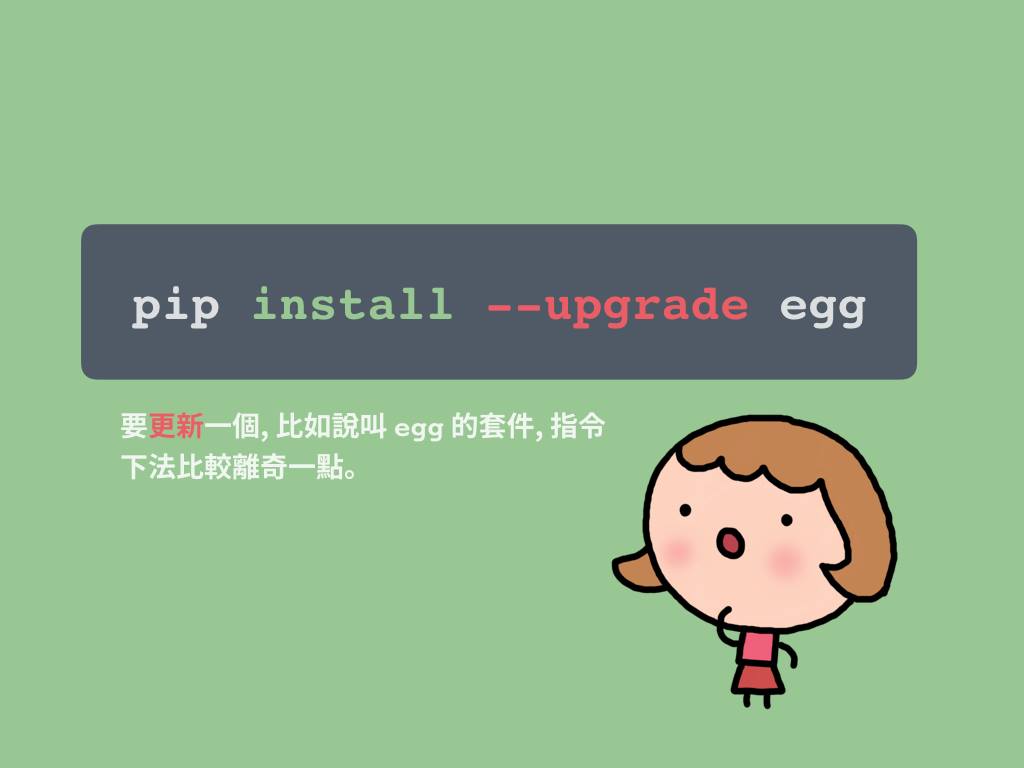 pip install --upgrade egg
要更新一個, 比如說叫 egg 的套件, 指令
下法比較離奇一點。